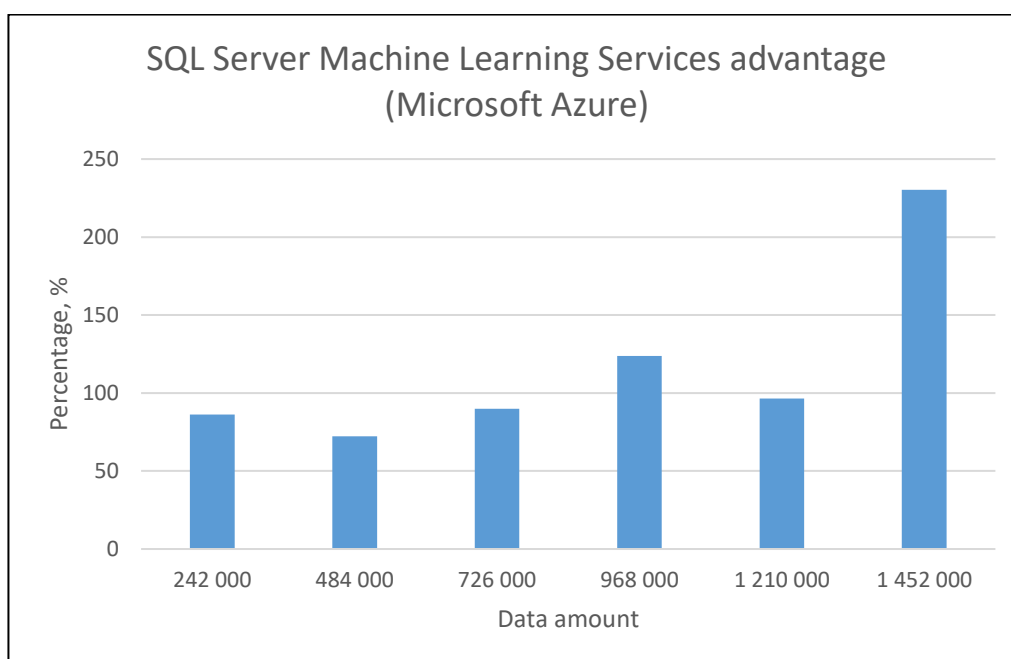 SQL Server Machine Learning Services advantage
(Microsoft Azure)
250
200
150
100
50
0
Percentage, %
242 000 484 000 726 000 968 000 1 210 000 1 452 000
Data amount